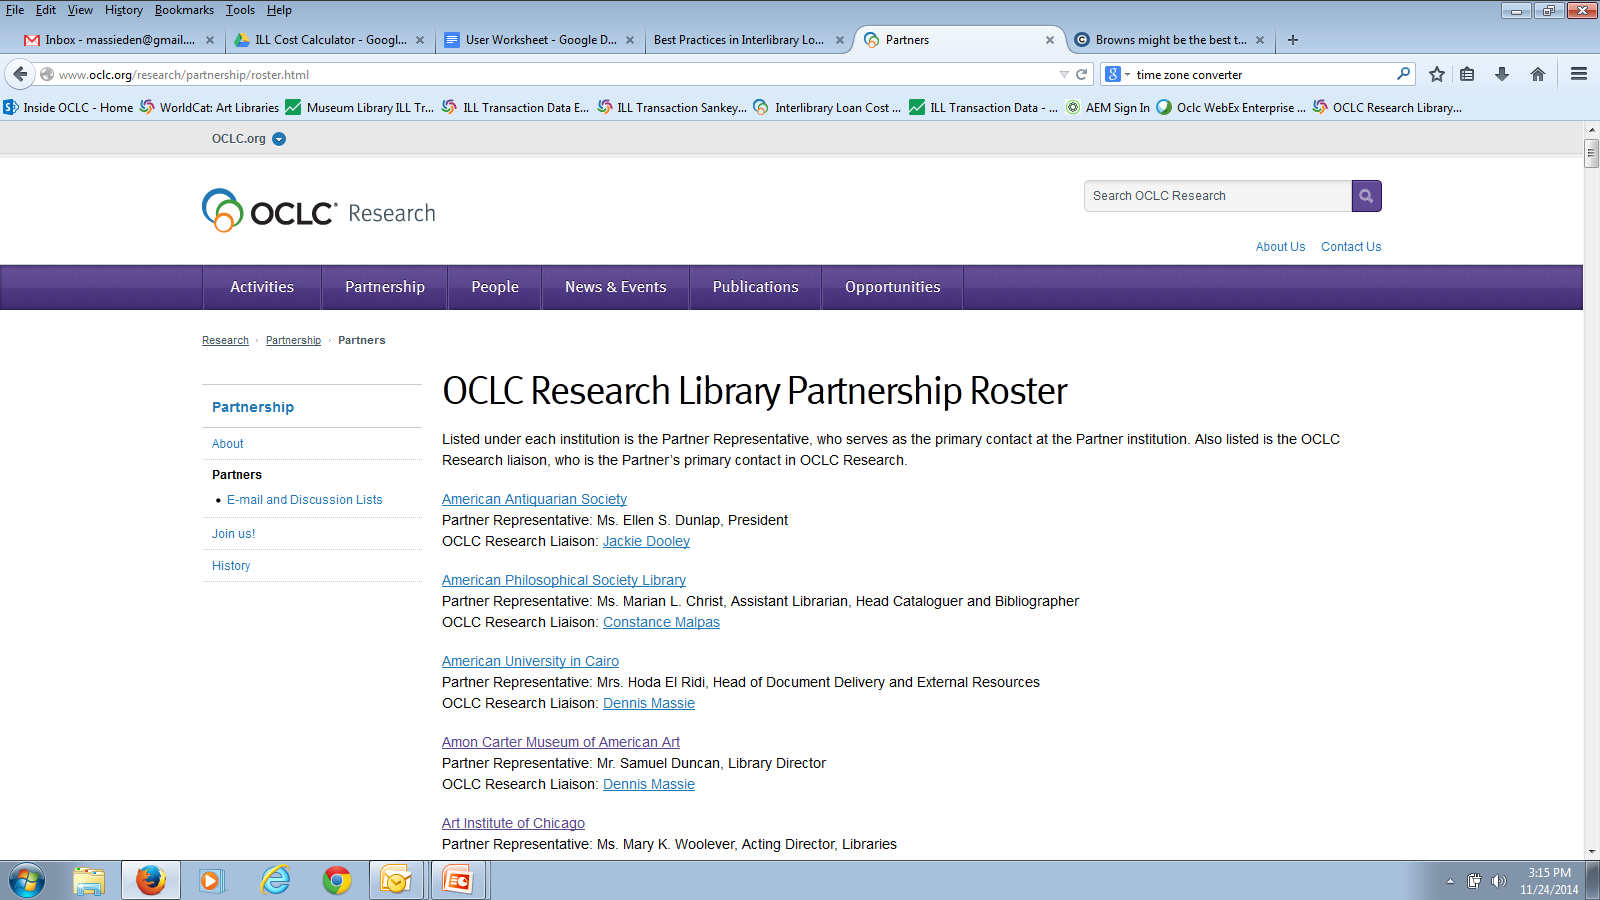 File Edit View History Bookmarks Tools Help
Inbox - massieden@gmail.... × ILL Cost Calculator - Googl... × User Worksheet - Google D... × Best Practices in Interlibrary Lo... × Partners × Browns might be the best t... × +
www.oclc.org/research/partnership/roster.html 8 time zone converter
Inside OCLC - Home WorldCat: Art Libraries Museum Library ILL Tr... ILL Transaction Data E... ILL Transaction Sankey... Interlibrary Loan Cost ... ILL Transaction Data - ... AEM Sign In Oclc WebEx Enterprise ... OCLC Research Library...
OCLC.org
OCLC Research
Search OCLC Research
About Us Contact Us
Activities Partnership People News & Events Publications Opportunities
Research › Partnership › Partners
Partnership
About
Partners
• E-mail and Discussion Lists
Join us!
History
OCLC Research Library Partnership Roster
Listed under each institution is the Partner Representative, who serves as the primary contact at the Partner institution. Also listed is the OCLC
Research liaison, who is the Partner's primary contact in OCLC Research.
American Antiquarian Society
Partner Representative: Ms. Ellen S. Dunlap, President
OCLC Research Liaison: Jackie Dooley
American Philosophical Society Library
Partner Representative: Ms. Marian L. Christ, Assistant Librarian, Head Cataloguer and Bibliographer
OCLC Research Liaison: Constance Malpas
American University in Cairo
Partner Representative: Mrs. Hoda El Ridi, Head of Document Delivery and External Resources
OCLC Research Liaison: Dennis Massie
Amon Carter Museum of American Art
Partner Representative: Mr. Samuel Duncan, Library Director
OCLC Research Liaison: Dennis Massie
Art Institute of Chicago
Partner Representative: Ms. Mary K. Woolever, Acting Director, Libraries
3:15 PM
11/24/2014